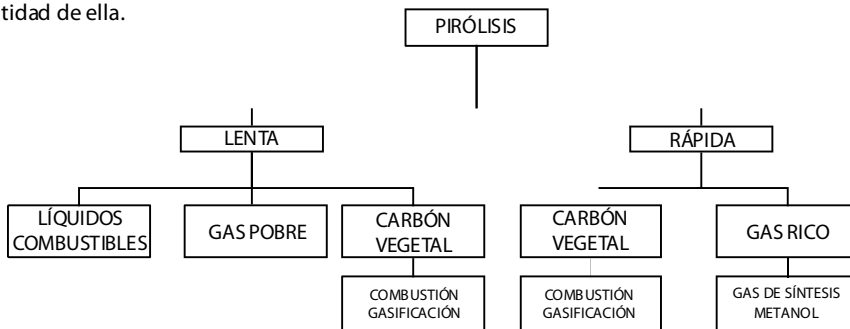 tidad de ella.
PIRÓLISIS
LENTA
RÁPIDA
LÍQUIDOS
COMBUSTIBLES
GAS POBRE
CARBÓN
VEGETAL
CARBÓN
VEGETAL
GAS RICO
COMBUSTIÓN
GASIFICACIÓN
COMBUSTIÓN
GASIFICACIÓN
GAS DE SÍNTESIS
METANOL